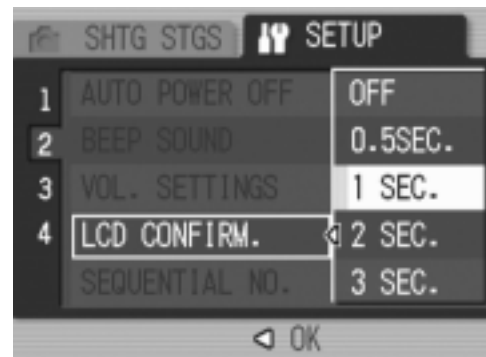 SHTG STGS SETUP
1 AUTO POWER OFF OFF
2 BEEP SOUND 0.5SEC.
3 VOL. SETTINGS 1 SEC.
4 LCD CONFIRM. 2 SEC.
SEQUENTIAL NO. 3 SEC.
OK